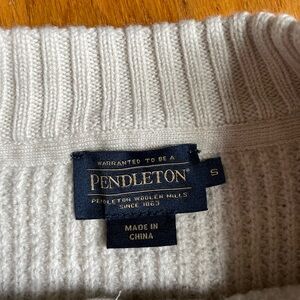 WARRANTED TO BE A
PENDLETON®
PENDLETON WOOLEN MILLS
SINCE 1863
S
MADE IN
CHINA